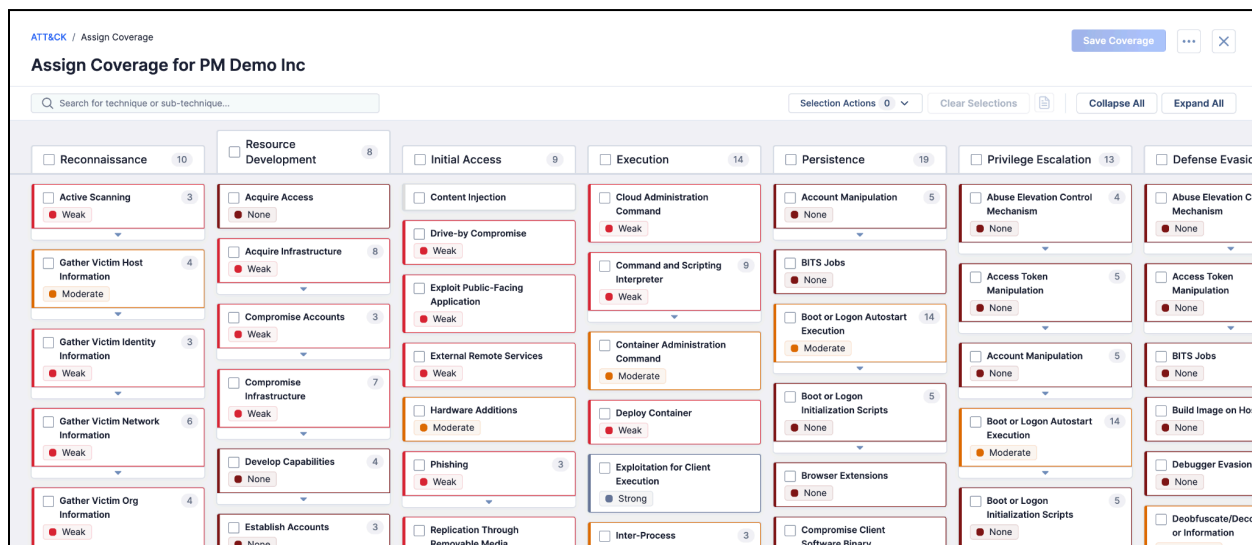 ATT&CK / Assign Coverage
Save Coverage
Assign Coverage for PM Demo Inc
Search for technique or sub-technique...
Selection Actions 0
Clear Selections
Collapse All
Expand All
Reconnaissance 10
Active Scanning 3
Weak
Gather Victim Host 4
Information
Moderate
Gather Victim Identity 3
Information
Weak
Gather Victim Network 6
Information
Weak
Gather Victim Org 4
Information
Weak
Resource
Development 8
Acquire Access
None
Acquire Infrastructure 8
Weak
Compromise Accounts 3
Weak
Compromise 7
Infrastructure
Weak
Develop Capabilities 4
None
Establish Accounts 3
None
Initial Access 9
Content Injection
Drive-by Compromise
Weak
Exploit Public-Facing
Application
Weak
External Remote Services
Weak
Hardware Additions
Moderate
Phishing 3
Weak
Replication Through
Removable Media
Execution 14
Cloud Administration
Command
Weak
Command and Scripting 9
Interpreter
Weak
Container Administration
Command
Moderate
Deploy Container
Weak
Exploitation for Client
Execution
Strong
Inter-Process 3
Persistence 19
Account Manipulation 5
None
BITS Jobs
None
Boot or Logon Autostart 14
Execution
Moderate
Boot or Logon 5
Initialization Scripts
None
Browser Extensions
None
Compromise Client
Software Binary
Privilege Escalation 13
Abuse Elevation Control 4
Mechanism
None
Access Token 5
Manipulation
None
Account Manipulation 5
None
Boot or Logon Autostart 14
Execution
Moderate
Boot or Logon 5
Initialization Scripts
None
Defense
Abuse Elevation
Mechanism
None
Access Token
Manipulation
None
BITS Jobs
None
Build Image on
None
Debugger Evasion
None
or Information